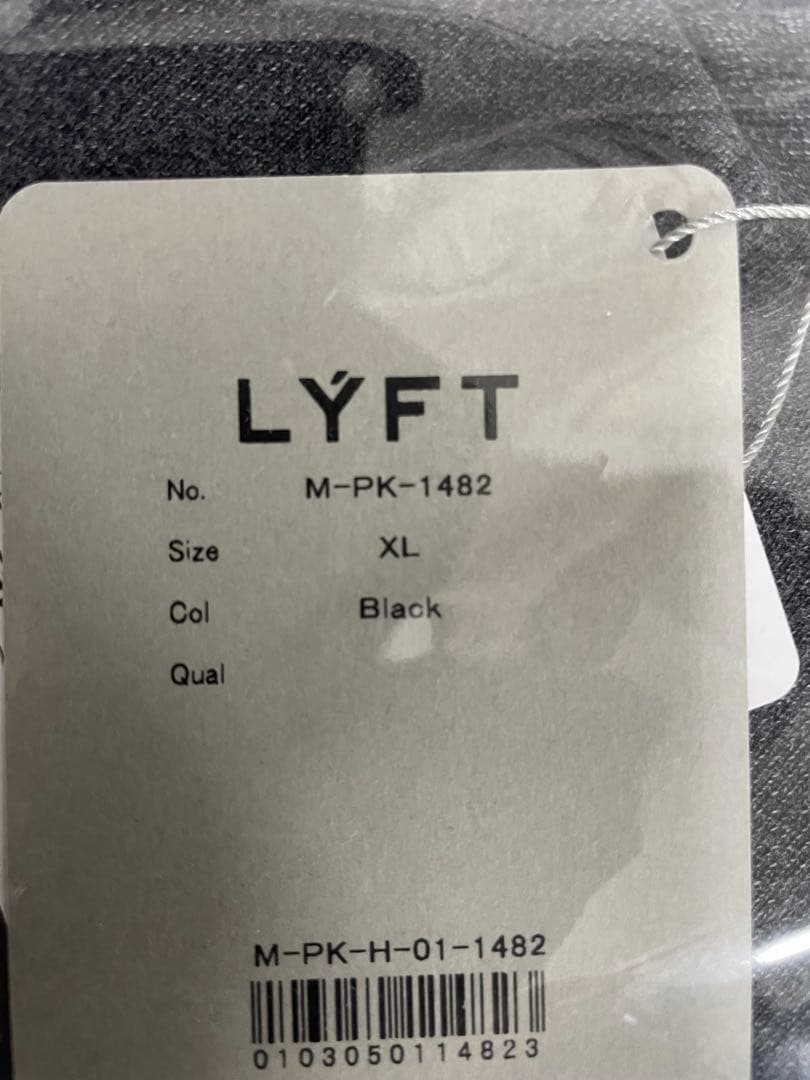 LÝFT
No. M-PK-1482
Size XL
Col Black
Qual
M-PK-H-01-1482
0103050114823